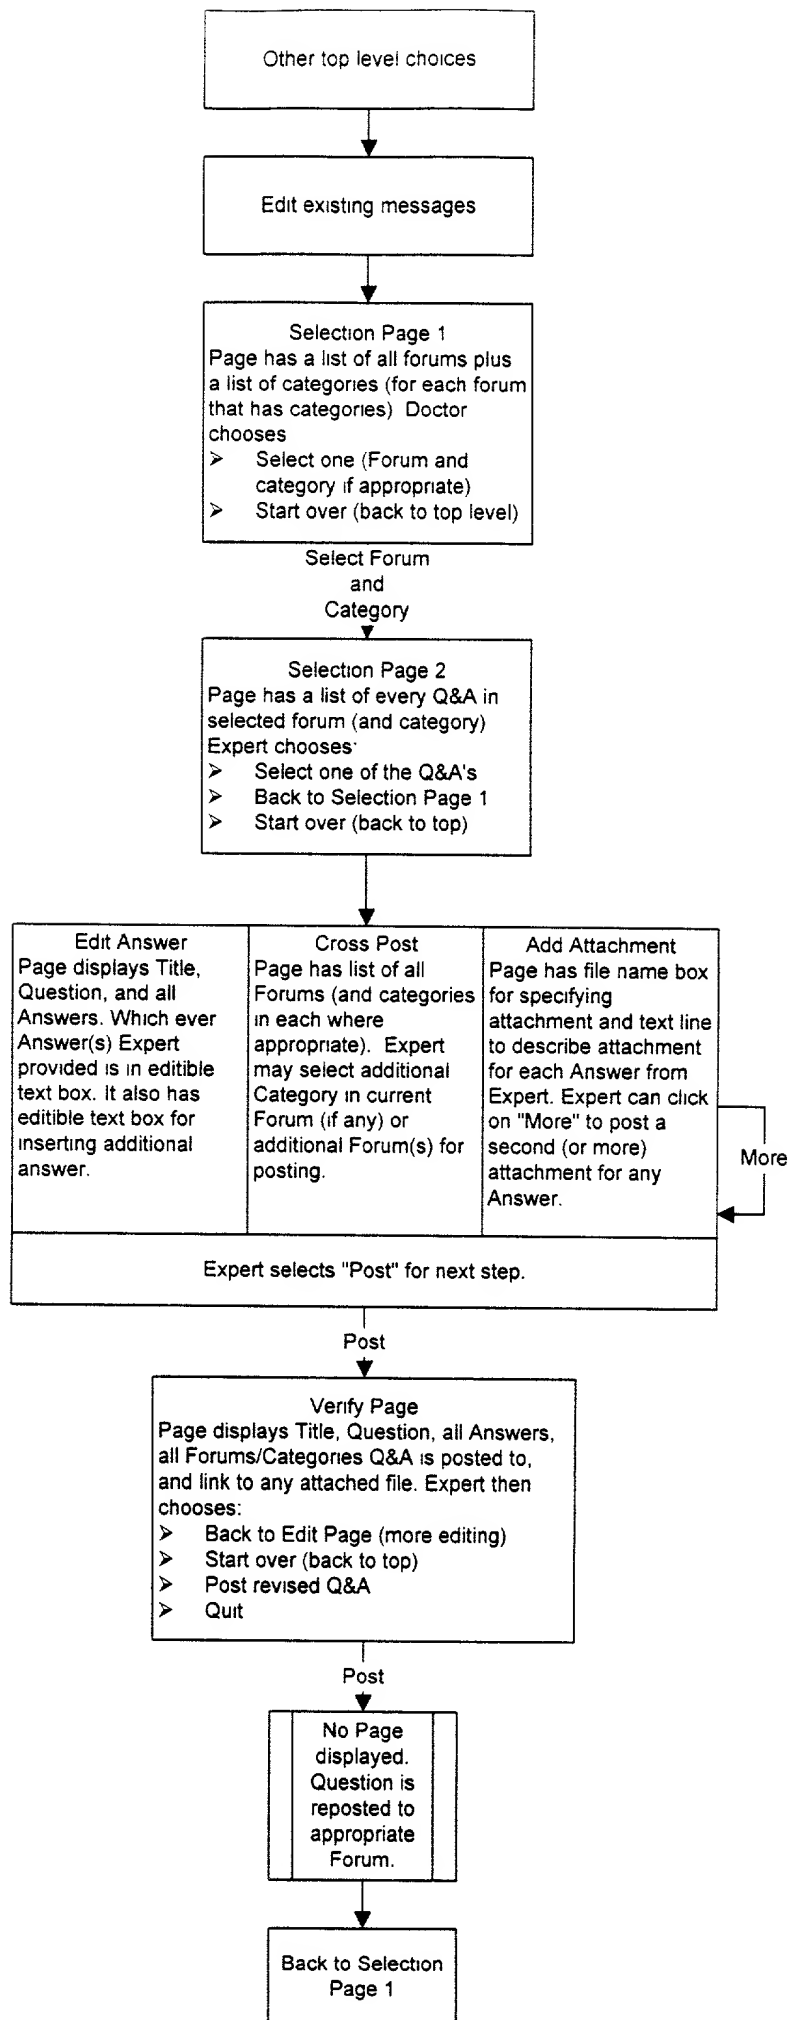 Other top level choices
Edit existing messages
Selection Page 1
Page has a list of all forums plus
a list of categories (for each forum
that has categories) Doctor
chooses
➢ Select one (Forum and
category if appropriate)
➢ Start over (back to top level)
Select Forum
and
Category
Selection Page 2
Page has a list of every Q&A in
selected forum (and category)
Expert chooses:
➢ Select one of the Q&A's
➢ Back to Selection Page 1
➢ Start over (back to top)
Edit Answer
Page displays Title,
Question, and all
Answers. Which ever
Answer(s) Expert
provided is in editible
text box. It also has
editible text box for
inserting additional
answer.
Cross Post
Page has list of all
Forums (and categories
in each where
appropriate). Expert
may select additional
Category in current
Forum (if any) or
additional Forum(s) for
posting.
Add Attachment
Page has file name box
for specifying
attachment and text line
to describe attachment
for each Answer from
Expert. Expert can click
on "More" to post a
second (or more)
attachment for any
Answer.
More
Expert selects "Post" for next step.
Post
Verify Page
Page displays Title, Question, all Answers,
all Forums/Categories Q&A is posted to,
and link to any attached file. Expert then
chooses:
➢ Back to Edit Page (more editing)
➢ Start over (back to top)
➢ Post revised Q&A
➢ Quit
Post
No Page
displayed.
Question is
reposted to
appropriate
Forum.
Back to Selection
Page 1